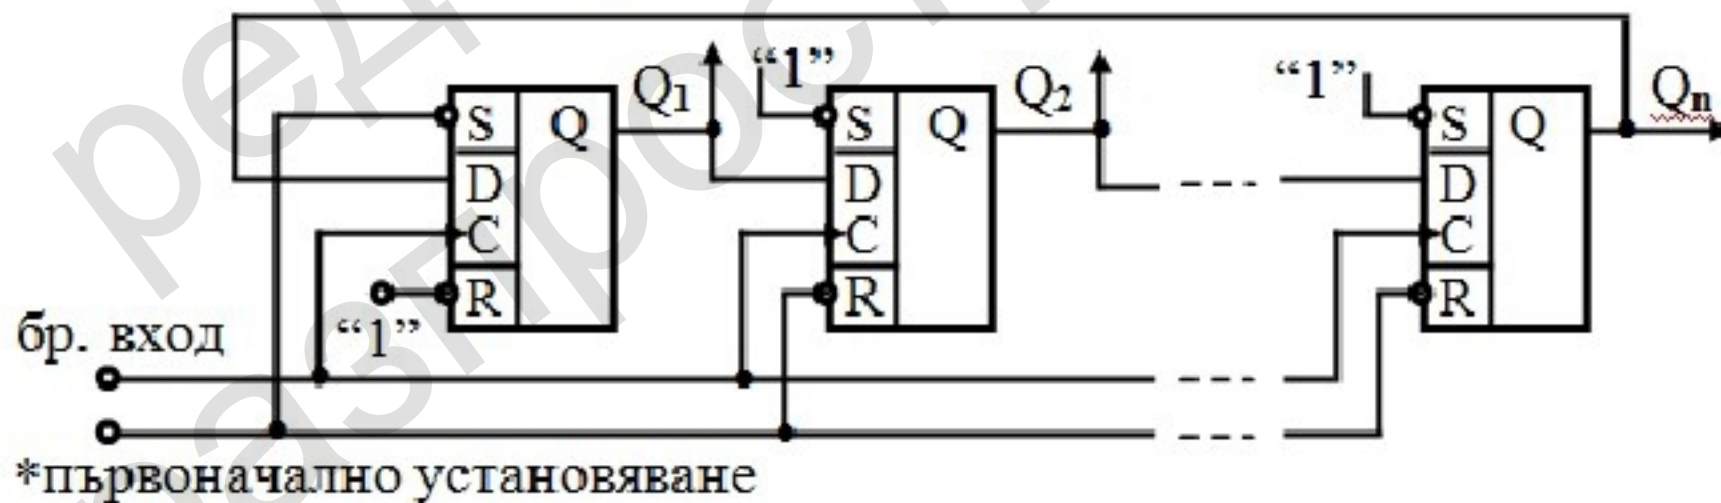 Q1 “1” Q2 “1” Qn
S Q S Q S Q
D D D
C C C
R R R
“1”
бр. вход
*първоначално установяване